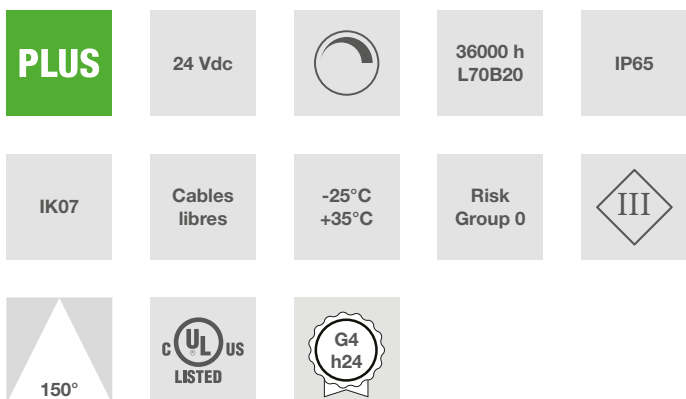 PLUS
24 Vdc
36000 h
L70B20
IP65
IK07
Cables
libres
-25°C
+35°C
Risk
Group 0
III
150°
C UL US
®
LISTED
G4
h24